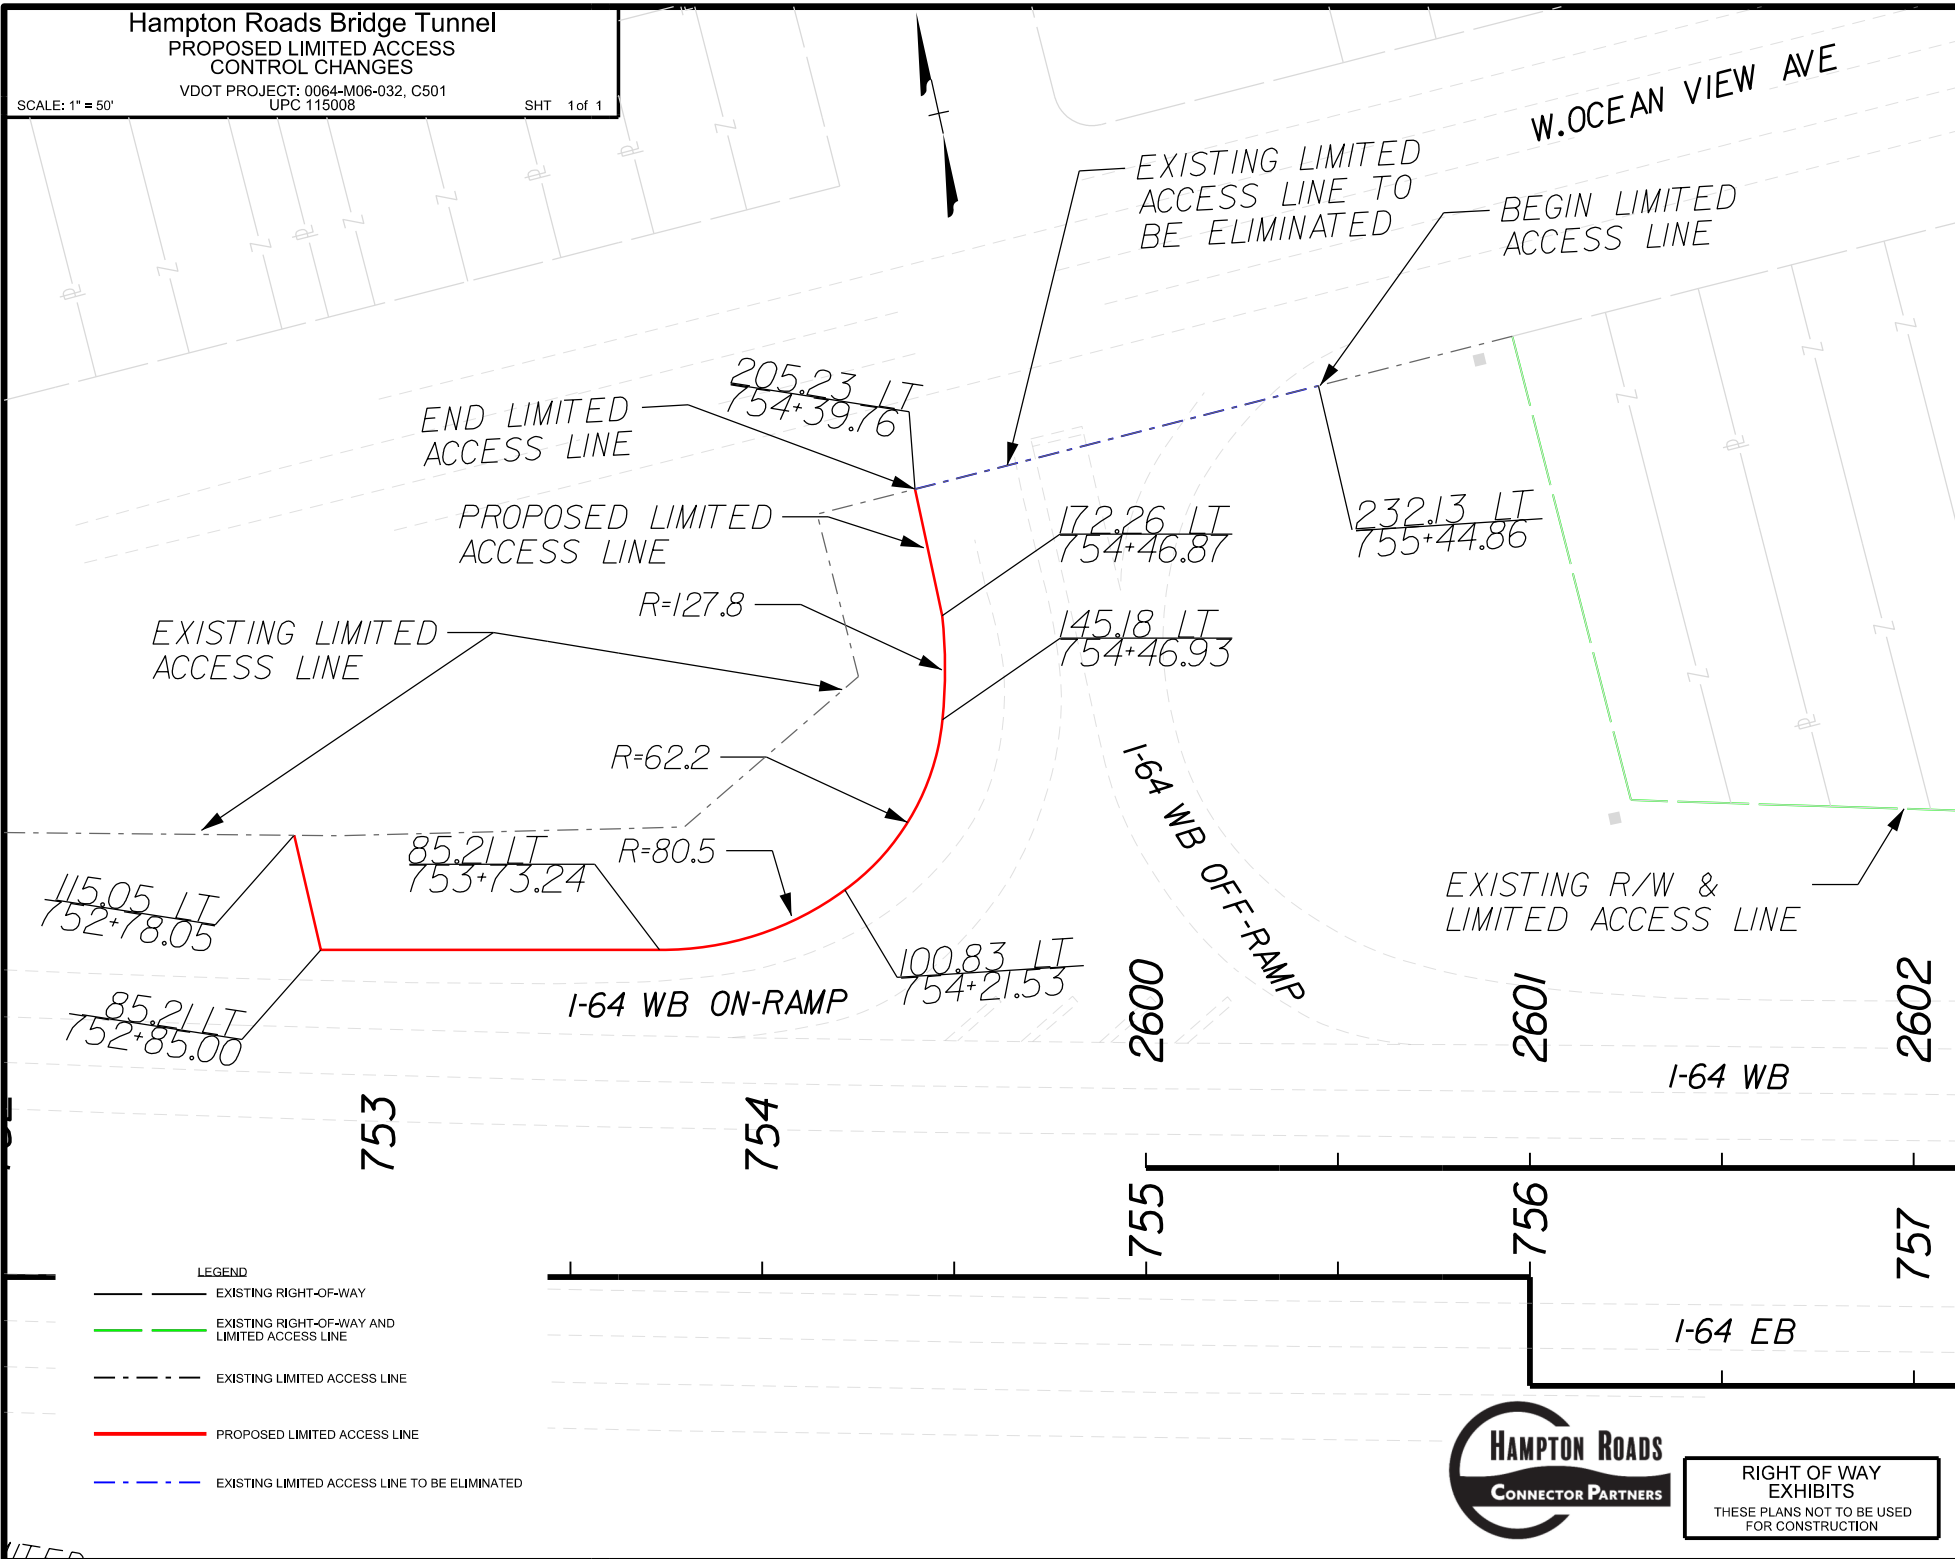 Hampton Roads Bridge Tunnel
PROPOSED LIMITED ACCESS
CONTROL CHANGES
VDOT PROJECT: 0064-M06-032, C501
SCALE: 1" = 50'
UPC 115008
SHT 1 of 1
W.OCEAN VIEW AVE
EXISTING LIMITED
ACCESS LINE TO
BE ELIMINATED
BEGIN LIMITED
ACCESS LINE
205.23 LT
754+39.76
END LIMITED
ACCESS LINE
PROPOSED LIMITED
ACCESS LINE
172.26 LT
754+46.87
232.13 LT
755+44.86
R=127.8
145.18 LT
754+46.93
EXISTING LIMITED
ACCESS LINE
R=62.2
I-64 WB OFF-RAMP
85.21 LT
753+73.24
R=80.5
115.05 LT
752+78.05
EXISTING R/W &
LIMITED ACCESS LINE
100.83 LT
754+21.53
85.21 LT
752+85.00
I-64 WB ON-RAMP
2600
2601
2602
I-64 WB
753
754
755
756
757
I-64 EB
LEGEND
EXISTING RIGHT-OF-WAY
EXISTING RIGHT-OF-WAY AND
LIMITED ACCESS LINE
EXISTING LIMITED ACCESS LINE
PROPOSED LIMITED ACCESS LINE
EXISTING LIMITED ACCESS LINE TO BE ELIMINATED
HAMPTON ROADS
CONNECTOR PARTNERS
RIGHT OF WAY
EXHIBITS
THESE PLANS NOT TO BE USED
FOR CONSTRUCTION